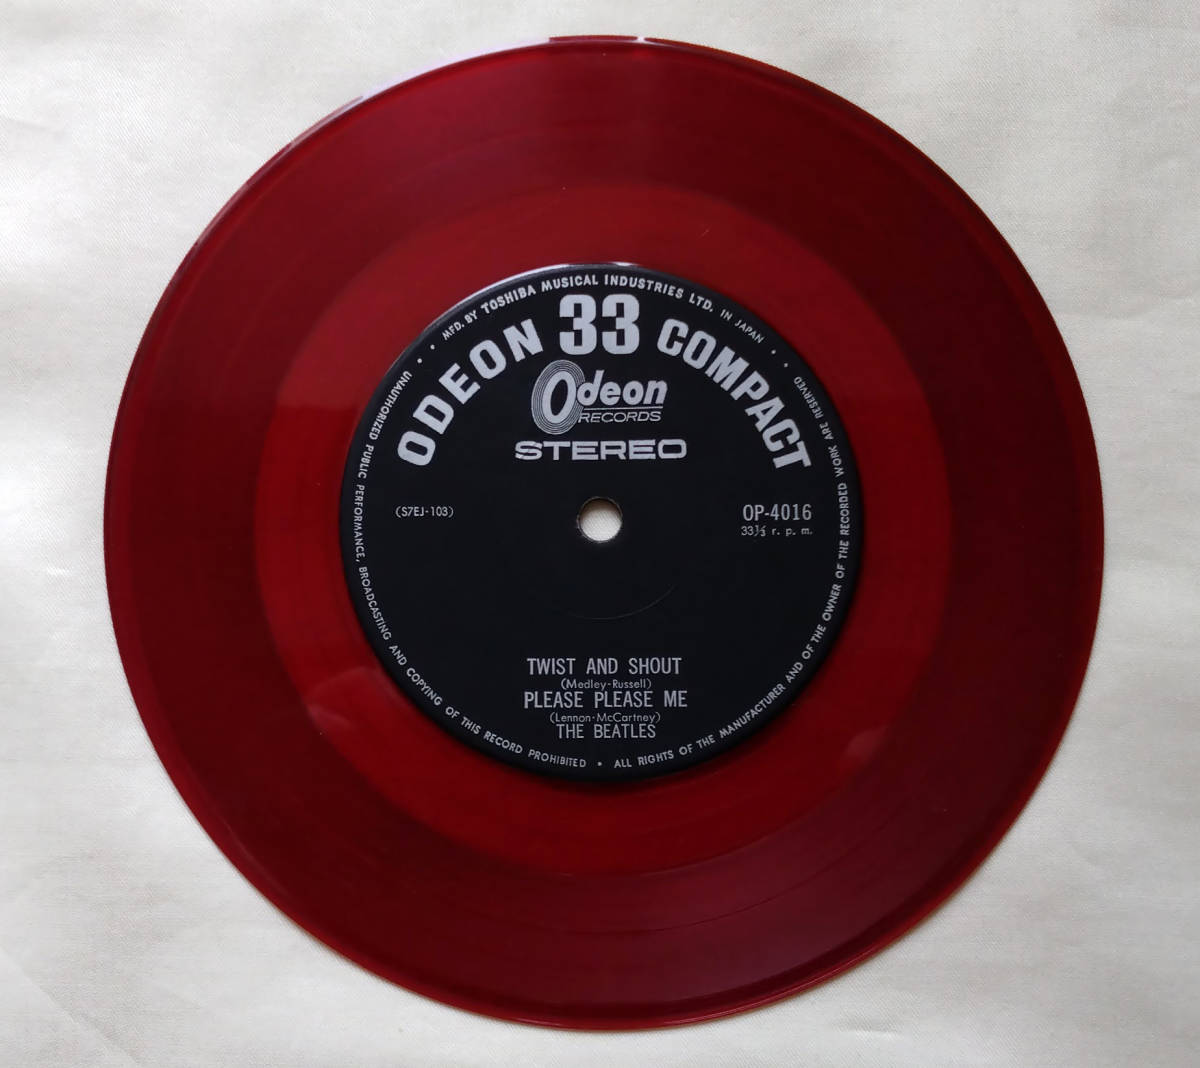 • • MFD. BY TOSHIBA MUSICAL INDUSTRIES LTD. IN JAPAN • •
ODEON 33 COMPACT
Odeon
RECORDS
STEREO
(S7EJ-103)
OP-4016
33⅓ r. p. m.
TWIST AND SHOUT
(Medley-Russell)
PLEASE PLEASE ME
(Lennon-McCartney)
THE BEATLES
UNAUTHORIZED PUBLIC PERFORMANCE, BROADCASTING AND COPYING OF THIS RECORD PROHIBITED • ALL RIGHTS OF THE MANUFACTURER AND OF THE OWNER OF THE RECORDED WORK ARE RESERVED